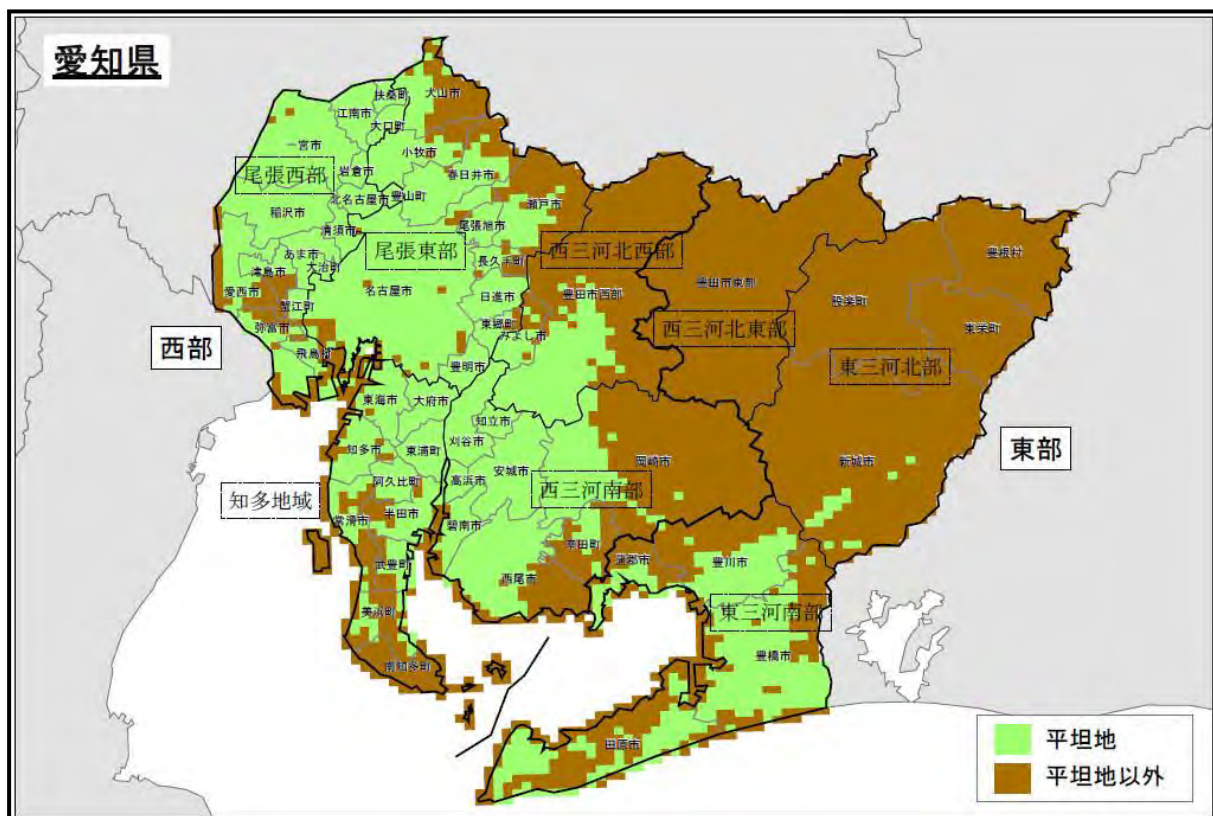 愛知県
扶桑町
犬山市
江南市
大口町
一宮市
小牧市
岩倉市
春日井市
尾張西部
豊山町
北名古屋市
瀬戸市
稲沢市
尾張旭市
清須市
尾張東部
西三河北西部
あま市
長久手町
豊根村
大治町
津島市
豊田市東部
愛西市
名古屋市
日進市
豊田市西部
設楽町
蟹江町
東栄町
弥富市
東郷町
みよし市
西三河北東部
西部
飛島村
豊明市
東三河北部
東海市
大府市
知立市
刈谷市
知多市
東浦町
岡崎市
新城市
東部
安城市
高浜市
阿久比町
西三河南部
知多地域
常滑市
半田市
碧南市
幸田町
蒲郡市
豊川市
武豊町
西尾市
美浜町
東三河南部
豊橋市
南知多町
田原市
平坦地
平坦地以外